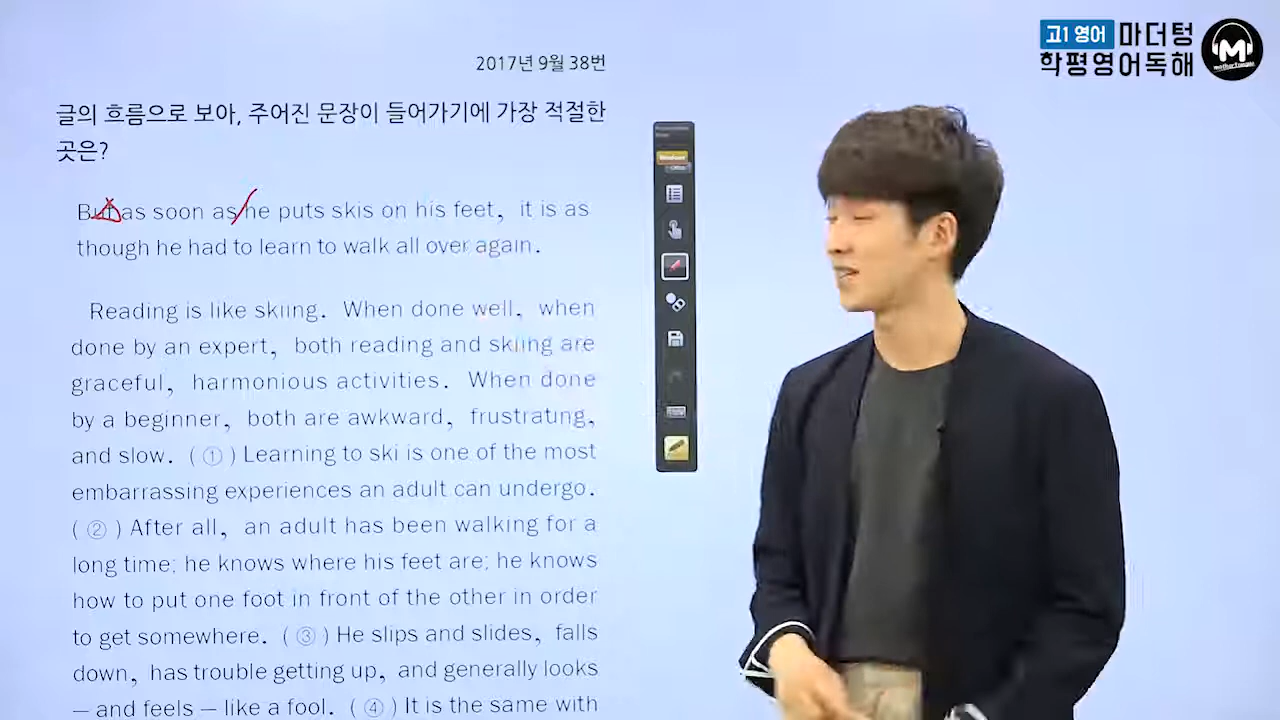 고1 영어 마더텅
학평영어독해
2017년 9월 38번
글의 흐름으로 보아, 주어진 문장이 들어가기에 가장 적절한
곳은?
But as soon as he puts skis on his feet, it is as
though he had to learn to walk all over again.
Reading is like skiing. When done well, when
done by an expert, both reading and skiing are
graceful, harmonious activities. When done
by a beginner, both are awkward, frustrating,
and slow. ( ① ) Learning to ski is one of the most
embarrassing experiences an adult can undergo.
( ② ) After all, an adult has been walking for a
long time; he knows where his feet are; he knows
how to put one foot in front of the other in order
to get somewhere. ( ③ ) He slips and slides, falls
down, has trouble getting up, and generally looks
— and feels — like a fool. ( ④ ) It is the same with